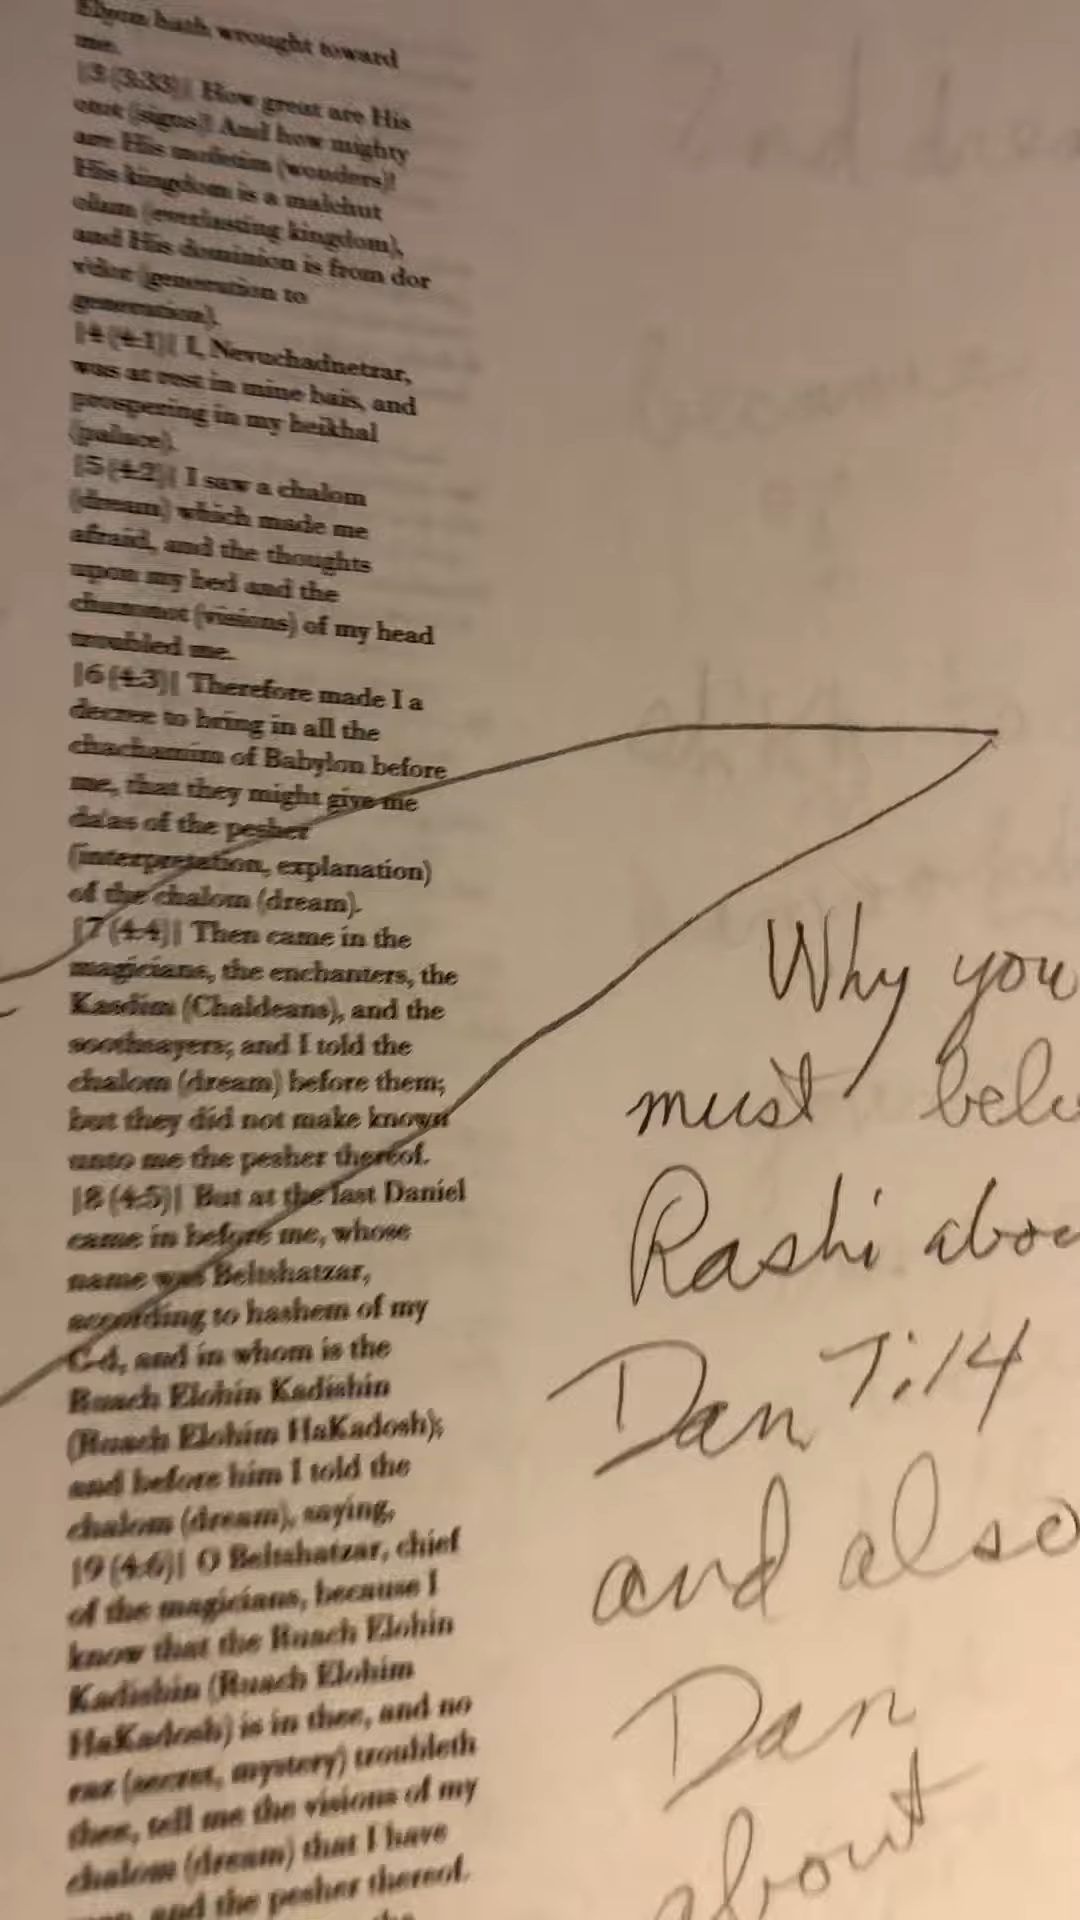 Elyon hath wrought toward
me.
|3 (3:33)| How great are His
otot (signs)! And how mighty
are His mofetim (wonders)!
His kingdom is a malchut
olam (everlasting kingdom),
and His dominion is from dor
v'dor (generation to
generation).
|4 (4:1)| I, Nevuchadnetzar,
was at rest in mine bais, and
prospering in my heikhal
(palace).
|5 (4:2)| I saw a chalom
(dream) which made me
afraid, and the thoughts
upon my bed and the
chazonot (visions) of my head
troubled me.
|6 (4:3)| Therefore made I a
decree to bring in all the
chachamim of Babylon before
me, that they might give me
da'as of the pesher
(interpretation, explanation)
of the chalom (dream).
|7 (4:4)| Then came in the
magicians, the enchanters, the
Kasdim (Chaldeans), and the
soothsayers; and I told the
chalom (dream) before them;
but they did not make known
unto me the pesher thereof.
|8 (4:5)| But at the last Daniel
came in before me, whose
name was Beltshatzar,
according to hashem of my
G-d, and in whom is the
Ruach Elohin Kadishin
(Ruach Elohim HaKadosh);
and before him I told the
chalom (dream), saying,
|9 (4:6)| O Beltshatzar, chief
of the magicians, because I
know that the Ruach Elohin
Kadishin (Ruach Elohim
HaKadosh) is in thee, and no
raz (secret, mystery) troubleth
thee, tell me the visions of my
chalom (dream) that I have
and the pesher thereof.
the
Why you
must
Rashi
Dan 7:14
and also
Dan
about